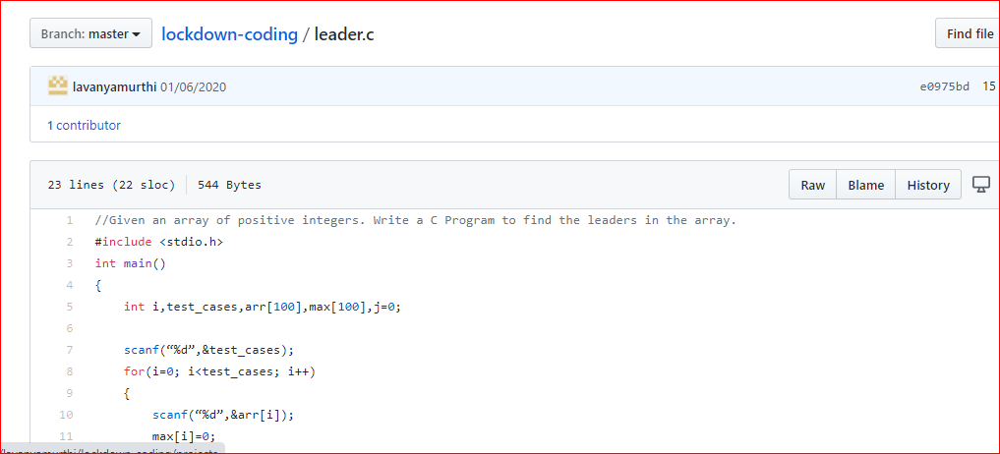 Branch: master
lockdown-coding / leader.c
Find file
lavanyamurthi 01/06/2020
e0975bd 15
1 contributor
23 lines (22 sloc) 544 Bytes
Raw Blame History
1 //Given an array of positive integers. Write a C Program to find the leaders in the array.
2 #include <stdio.h>
3 int main()
4 {
5 int i,test_cases,arr[100],max[100],j=0;
6
7 scanf(“%d”,&test_cases);
8 for(i=0; i<test_cases; i++)
9 {
10 scanf(“%d”,&arr[i]);
11 max[i]=0;